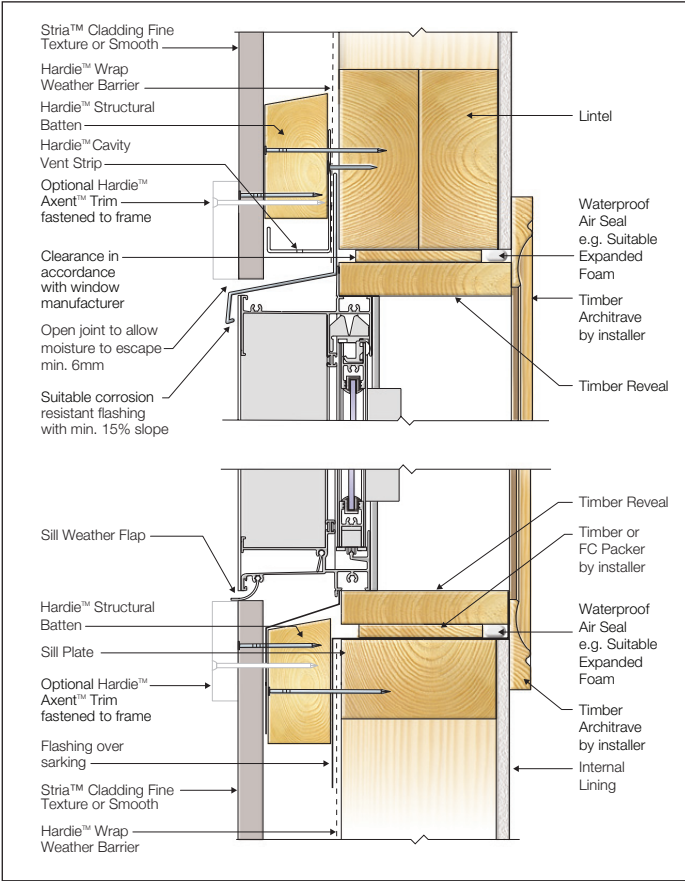 Stria™ Cladding Fine
Texture or Smooth
Hardie™ Wrap
Weather Barrier
Hardie™ Structural
Batten
Hardie™ Cavity
Vent Strip
Optional Hardie™
Axent™ Trim
fastened to frame
Clearance in
accordance
with window
manufacturer
Open joint to allow
moisture to escape
min. 6mm
Suitable corrosion
resistant flashing
with min. 15% slope
Lintel
Waterproof
Air Seal
e.g. Suitable
Expanded
Foam
Timber
Architrave
by installer
Timber Reveal
Sill Weather Flap
Hardie™ Structural
Batten
Sill Plate
Optional Hardie™
Axent™ Trim
fastened to frame
Flashing over
sarking
Stria™ Cladding Fine
Texture or Smooth
Hardie™ Wrap
Weather Barrier
Timber Reveal
Timber or
FC Packer
by installer
Waterproof
Air Seal
e.g. Suitable
Expanded
Foam
Timber
Architrave
by installer
Internal
Lining